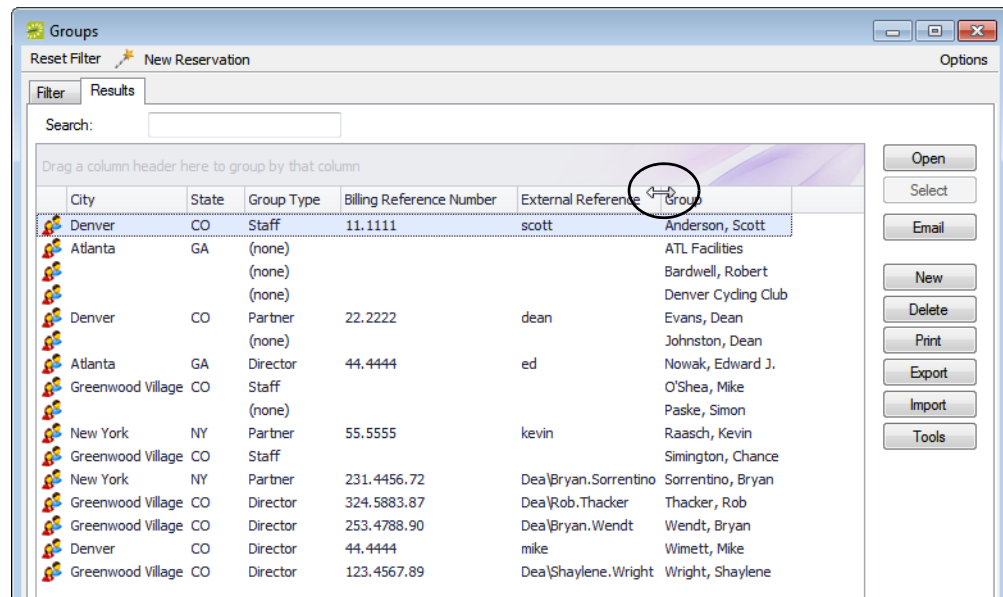 Groups
Reset Filter New Reservation Options
Filter Results
Search:
Drag a column header here to group by that column
City State Group Type Billing Reference Number External Reference Group
Denver CO Staff 11.1111 scott Anderson, Scott
Atlanta GA (none) ATL Facilities
(none) Bardwell, Robert
(none) Denver Cycling Club
Denver CO Partner 22.2222 dean Evans, Dean
(none) Johnston, Dean
Atlanta GA Director 44.4444 ed Nowak, Edward J.
Greenwood Village CO Staff O'Shea, Mike
(none) Paske, Simon
New York NY Partner 55.5555 kevin Raasch, Kevin
Greenwood Village CO Staff Simington, Chance
New York NY Partner 231.4456.72 Dea\Bryan.Sorrentino Sorrentino, Bryan
Greenwood Village CO Director 324.5883.87 Dea\Rob.Thacker Thacker, Rob
Greenwood Village CO Director 253.4788.90 Dea\Bryan.Wendt Wendt, Bryan
Denver CO Director 44.4444 mike Wimett, Mike
Greenwood Village CO Director 123.4567.89 Dea\Shaylene.Wright Wright, Shaylene
Open
Select
Email
New
Delete
Print
Export
Import
Tools